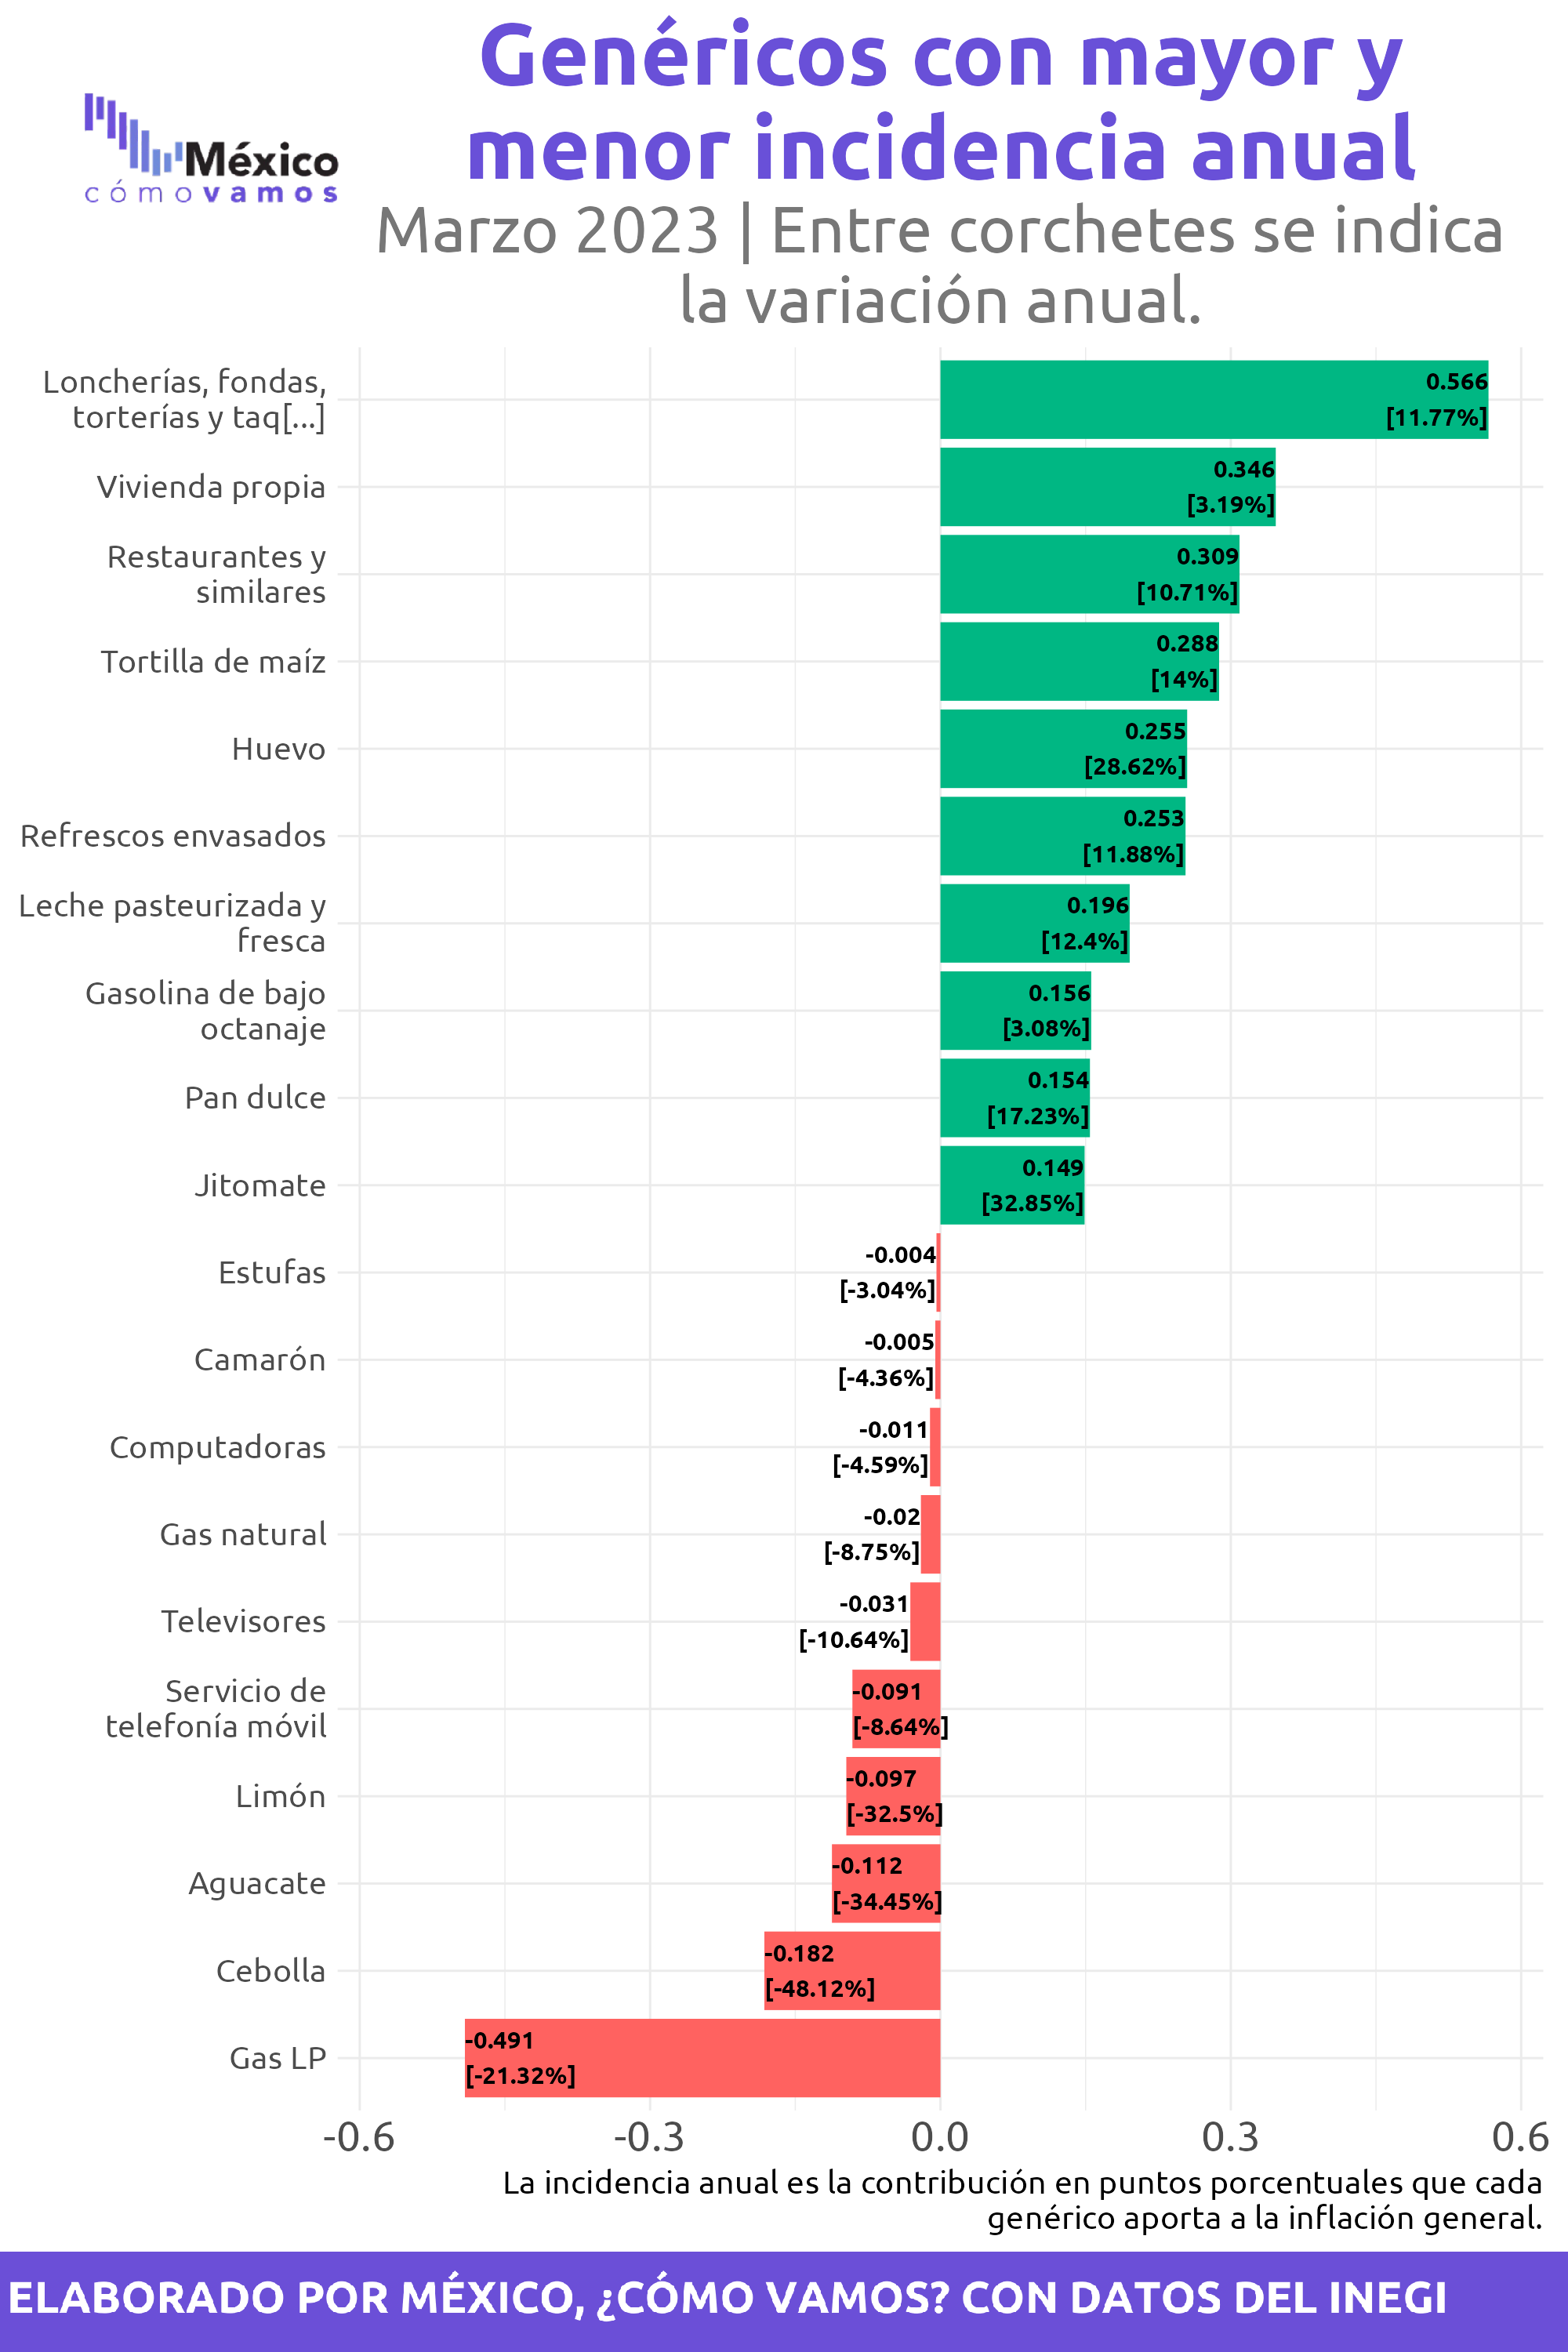 Genéricos con mayor y
menor incidencia anual
México
cómo vamos
Marzo 2023 | Entre corchetes se indica
la variación anual.
Loncherías, fondas,
torterías y taq[...]
0.566
[11.77%]
Vivienda propia
0.346
[3.19%]
Restaurantes y
similares
0.309
[10.71%]
Tortilla de maíz
0.288
[14%]
Huevo
0.255
[28.62%]
Refrescos envasados
0.253
[11.88%]
Leche pasteurizada y
fresca
0.196
[12.4%]
Gasolina de bajo
octanaje
0.156
[3.08%]
Pan dulce
0.154
[17.23%]
Jitomate
0.149
[32.85%]
Estufas
-0.004
[-3.04%]
Camarón
-0.005
[-4.36%]
Computadoras
-0.011
[-4.59%]
Gas natural
-0.02
[-8.75%]
Televisores
-0.031
[-10.64%]
Servicio de
telefonía móvil
-0.091
[-8.64%]
Limón
-0.097
[-32.5%]
Aguacate
-0.112
[-34.45%]
Cebolla
-0.182
[-48.12%]
Gas LP
-0.491
[-21.32%]
-0.6 -0.3 0.0 0.3 0.6
La incidencia anual es la contribución en puntos porcentuales que cada
genérico aporta a la inflación general.
ELABORADO POR MÉXICO, ¿CÓMO VAMOS? CON DATOS DEL INEGI